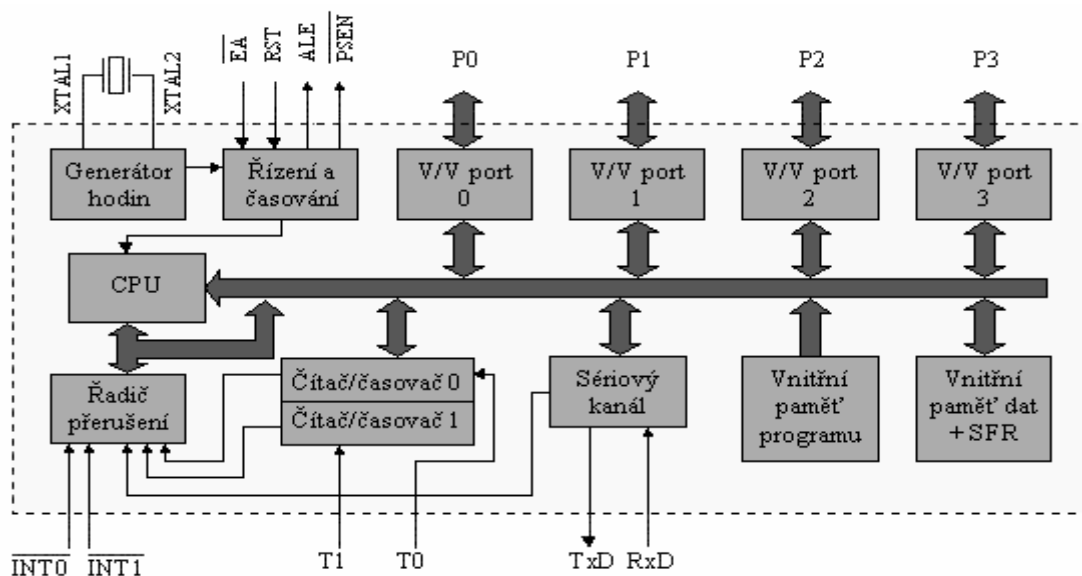 XTAL1
XTAL2
EA
RST
ALE
PSEN
P0
P1
P2
P3
Generátor
hodin
Řízení a
časování
V/V port
0
V/V port
1
V/V port
2
V/V port
3
CPU
Řadič
přerušení
Čítač/časovač 0
Čítač/časovač 1
Sériový
kanál
Vnitřní
paměť
programu
Vnitřní
paměť dat
+ SFR
INT0
INT1
T1
T0
TxD
RxD